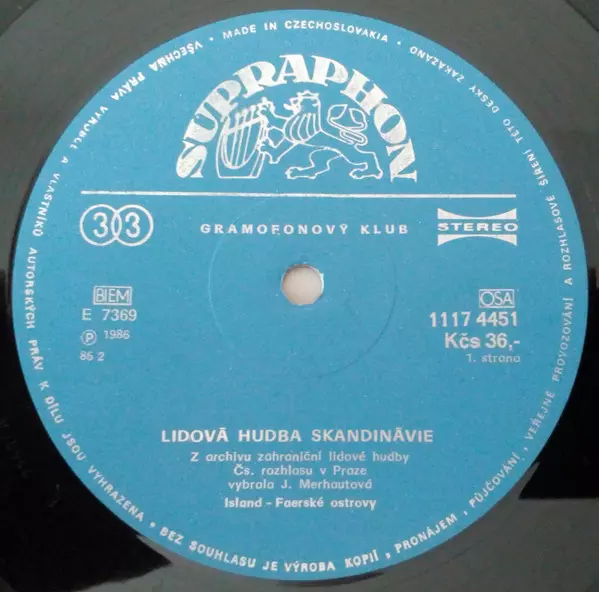 VŠECHNA PRÁVA VÝROBCE A VLASTNÍKŮ AUTORSKÝCH PRÁV K DÍLU JSOU VYHRAZENA • BEZ SOUHLASU JE VÝROBA KOPIÍ, PRONÁJEM, PŮJČOVÁNÍ, VEŘEJNÉ PROVOZOVÁNÍ A ROZHLASOVÉ ŠÍŘENÍ TÉTO DESKY ZAKÁZÁNO • MADE IN CZECHOSLOVAKIA •
SUPRAPHON
33
GRAMOFONOVÝ KLUB
STEREO
BIEM
E 7369
Ⓟ 1986
86 2
OSA
1117 4451
Kčs 36,-
1. strana
LIDOVÁ HUDBA SKANDINÁVIE
Z archivu zahraniční lidové hudby
Čs. rozhlasu v Praze
vybrala J. Merhautová
Island - Faerské ostrovy